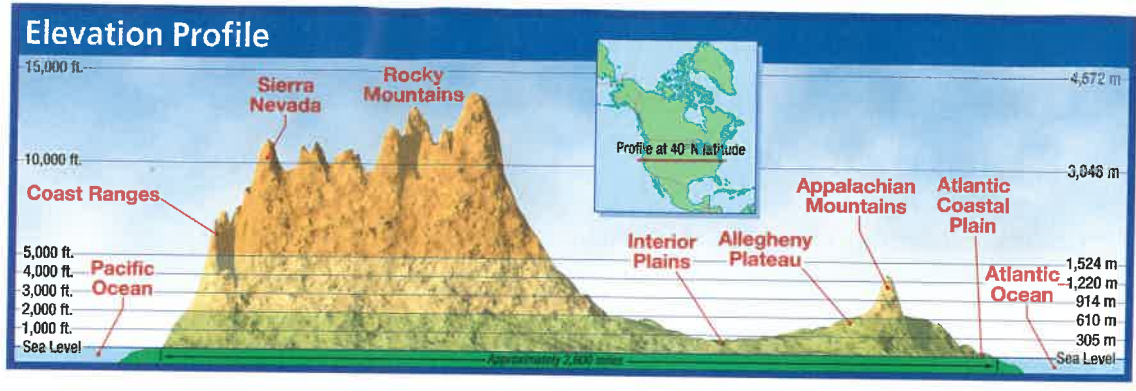 Elevation Profile
15,000 ft.
4,572 m
Sierra
Nevada
Rocky
Mountains
Profile at 40° N latitude
10,000 ft.
3,048 m
Coast Ranges
Appalachian
Mountains
Atlantic
Coastal
Plain
Interior
Plains
Allegheny
Plateau
5,000 ft.
4,000 ft.
3,000 ft.
2,000 ft.
1,000 ft.
Sea Level
Pacific
Ocean
Atlantic
Ocean
1,524 m
1,220 m
914 m
610 m
305 m
Sea Level
Approximately miles